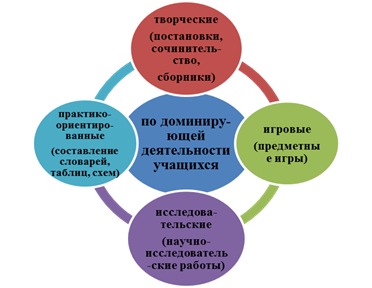 творческие
(постановки,
сочинитель-
ство,
сборники)
практико-
ориентиро-
ванные
(составление
словарей,
таблиц, схем)
по доминиру-
ющей
деятельности
учащихся
игровые
(предметны
е игры)
исследова-
тельские
(научно-
исследователь
-ские работы)